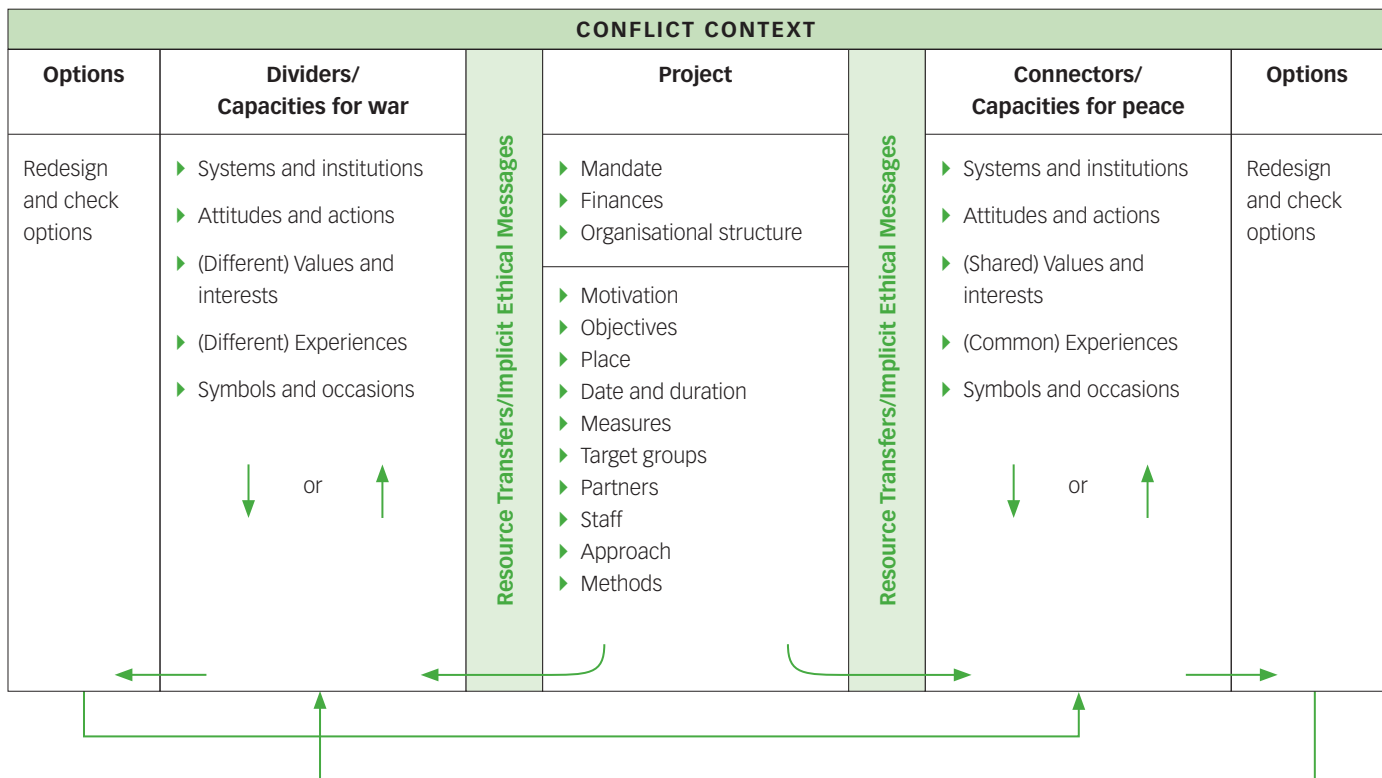 CONFLICT CONTEXT
Options
Dividers/
Capacities for war
Project
Connectors/
Capacities for peace
Options
Redesign
and check
options
Systems and institutions
Attitudes and actions
(Different) Values and
interests
(Different) Experiences
Symbols and occasions
or
Resource Transfers/Implicit Ethical Messages
Mandate
Finances
Organisational structure
Motivation
Objectives
Place
Date and duration
Measures
Target groups
Partners
Staff
Approach
Methods
Resource Transfers/Implicit Ethical Messages
Systems and institutions
Attitudes and actions
(Shared) Values and
interests
(Common) Experiences
Symbols and occasions
or
Redesign
and check
options